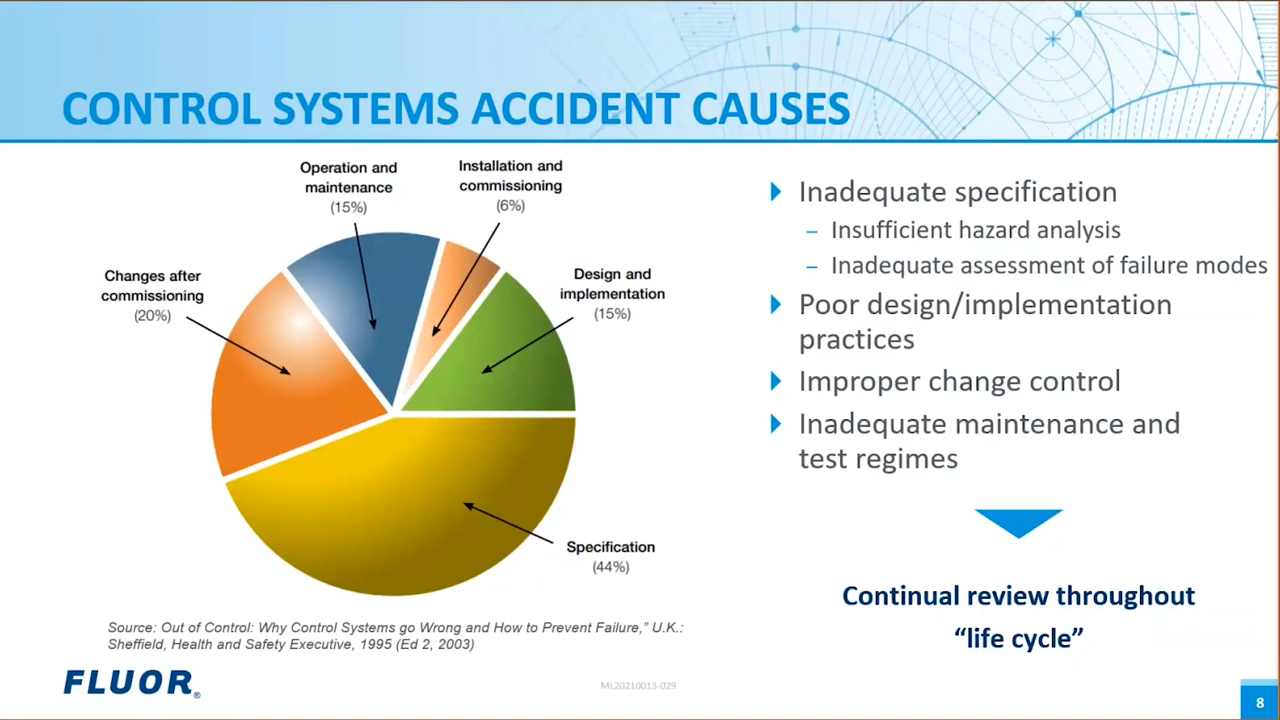 CONTROL SYSTEMS ACCIDENT CAUSES
Operation and
maintenance
(15%)
Installation and
commissioning
(6%)
Changes after
commissioning
(20%)
Design and
implementation
(15%)
Specification
(44%)
Source: Out of Control: Why Control Systems go Wrong and How to Prevent Failure,” U.K.:
Sheffield, Health and Safety Executive, 1995 (Ed 2, 2003)
Inadequate specification
– Insufficient hazard analysis
– Inadequate assessment of failure modes
Poor design/implementation
practices
Improper change control
Inadequate maintenance and
test regimes
Continual review throughout
“life cycle”
FLUOR®
ML20210013-029
8